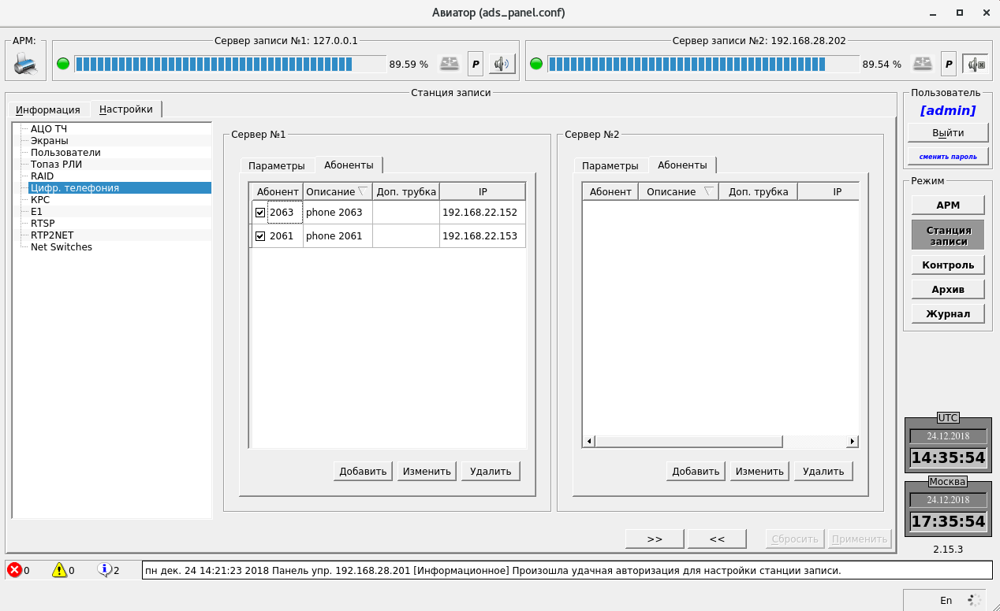 Авиатор (ads_panel.conf)
АРМ:
Сервер записи №1: 127.0.0.1
Сервер записи №2: 192.168.28.202
89.59 %
P
89.54 %
P
Станция записи
Информация
Настройки
АЦО ТЧ
Экраны
Пользователи
Топаз РЛИ
RAID
Цифр. телефония
КРС
E1
RTSP
RTP2NET
Net Switches
Сервер №1
Параметры
Абоненты
Абонент Описание Доп. трубка IP
2063 phone 2063 192.168.22.152
2061 phone 2061 192.168.22.153
Добавить
Изменить
Удалить
Сервер №2
Параметры
Абоненты
Абонент Описание Доп. трубка IP
Добавить
Изменить
Удалить
>>
<<
Сбросить
Применить
Пользователь
[admin]
Выйти
сменить пароль
Режим
АРМ
Станция
записи
Контроль
Архив
Журнал
UTC
24.12.2018
14:35:54
Москва
24.12.2018
17:35:54
2.15.3
0
0
2
пн дек. 24 14:21:23 2018 Панель упр. 192.168.28.201 [Информационное] Произошла удачная авторизация для настройки станции записи.
En